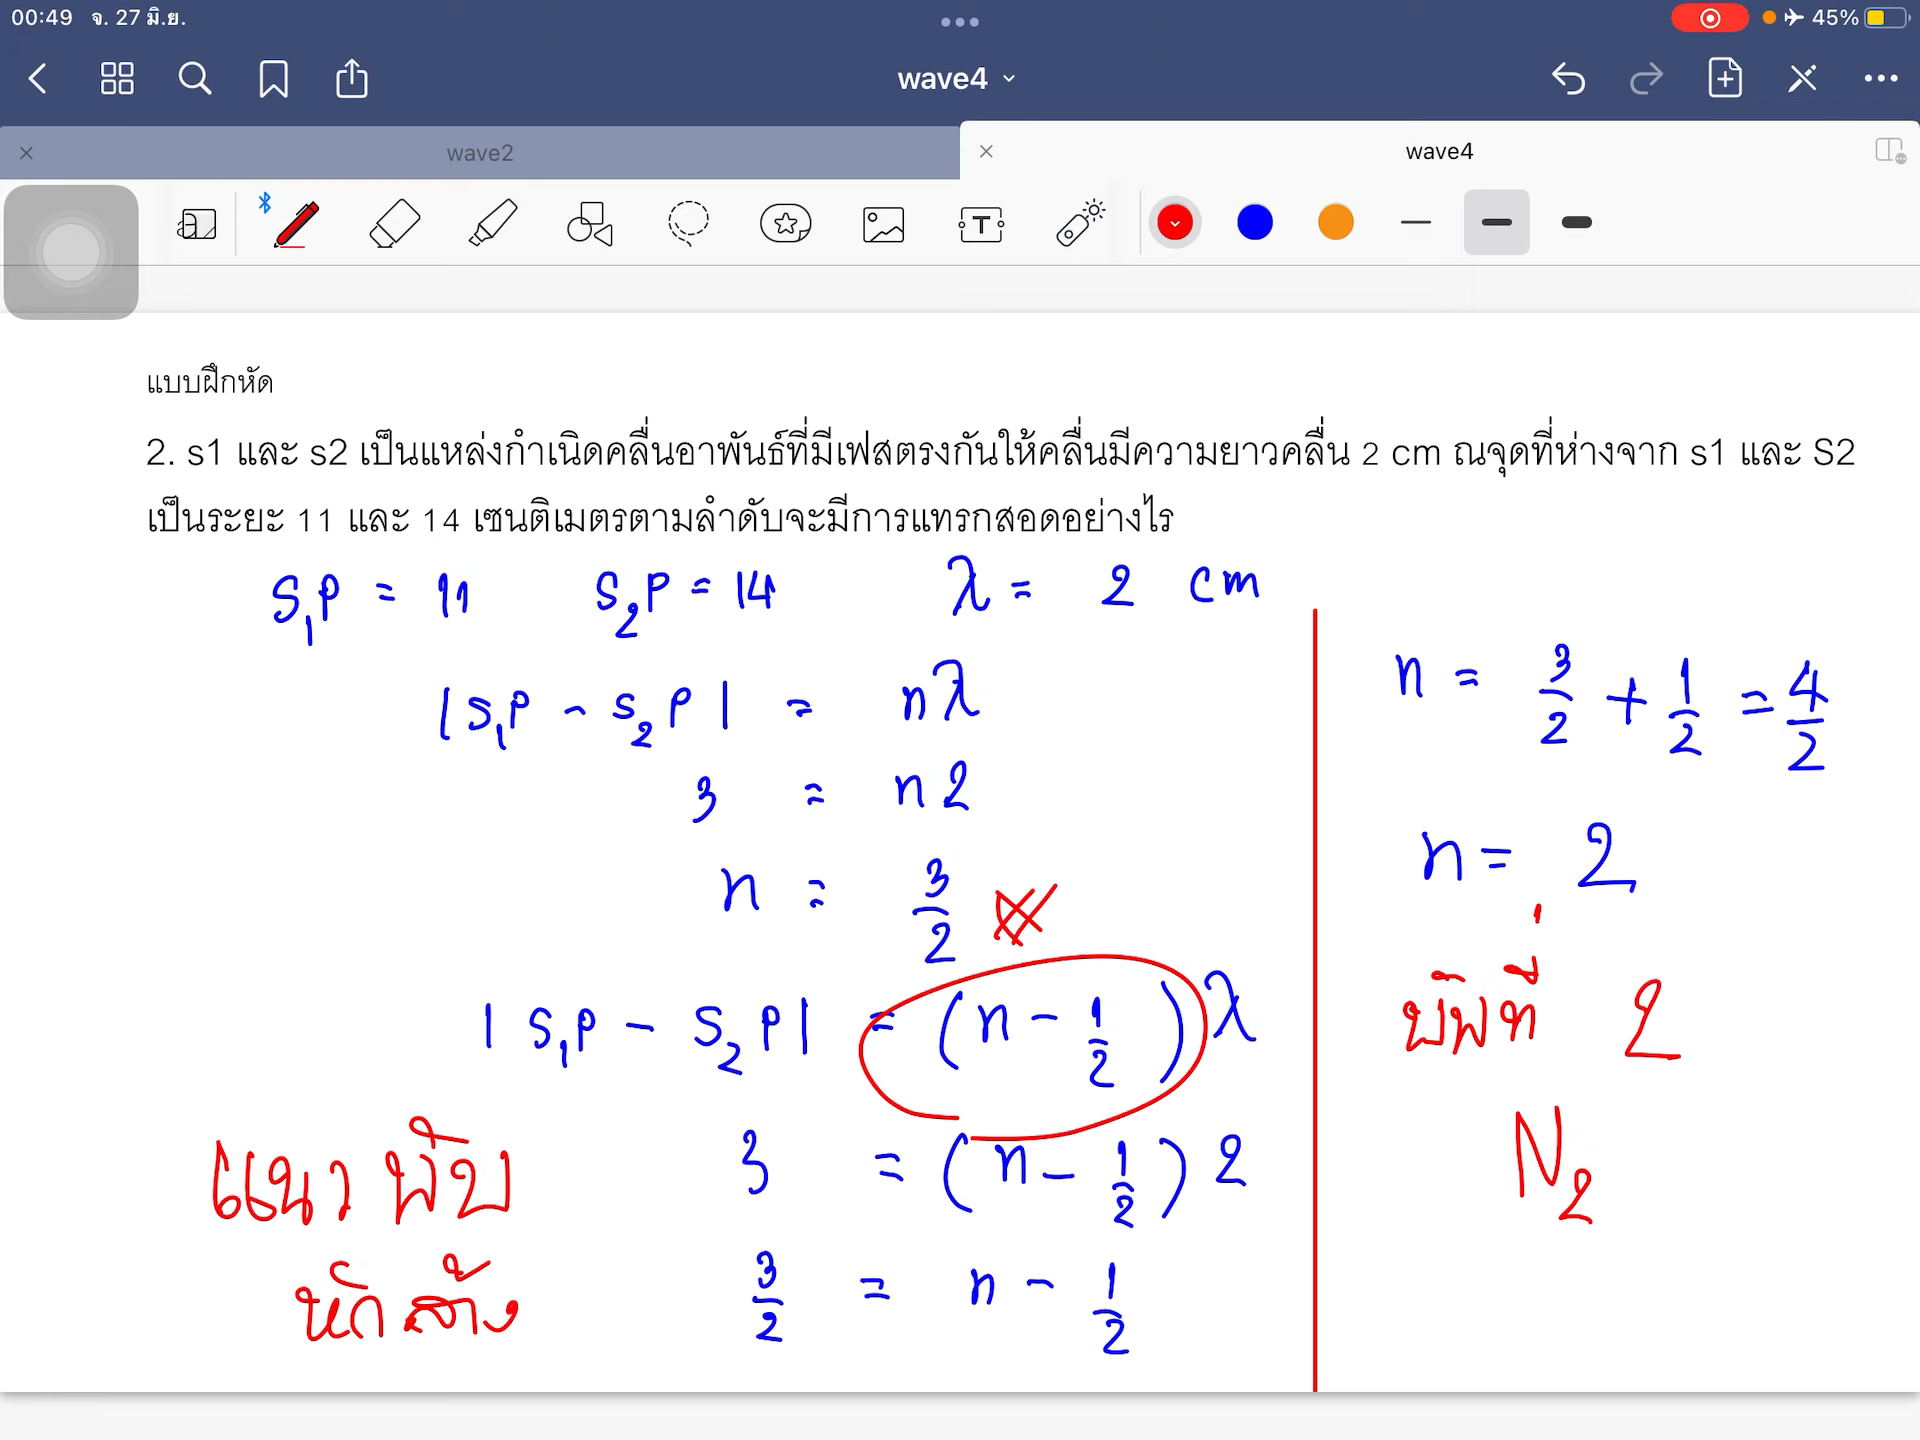 00:49 จ. 27 มิ.ย.
45%
wave4
wave2
wave4
แบบฝึกหัด
2. s1 และ s2 เป็นแหล่งกำเนิดคลื่นอาพันธ์ที่มีเฟสตรงกันให้คลื่นมีความยาวคลื่น 2 cm ณจุดที่ห่างจาก s1 และ S2
เป็นระยะ 11 และ 14 เซนติเมตรตามลำดับจะมีการแทรกสอดอย่างไร
S₁P = 11 S₂P = 14 λ = 2 cm
|S₁P - S₂P| = nλ
3 = n2
n = 3/2
|S₁P - S₂P| = (n - 1/2)λ
3 = (n - 1/2)2
3/2 = n - 1/2
แนวบัพ
หักล้าง
n = 3/2 + 1/2 = 4/2
n = 2
บัพที่ 2
N₂